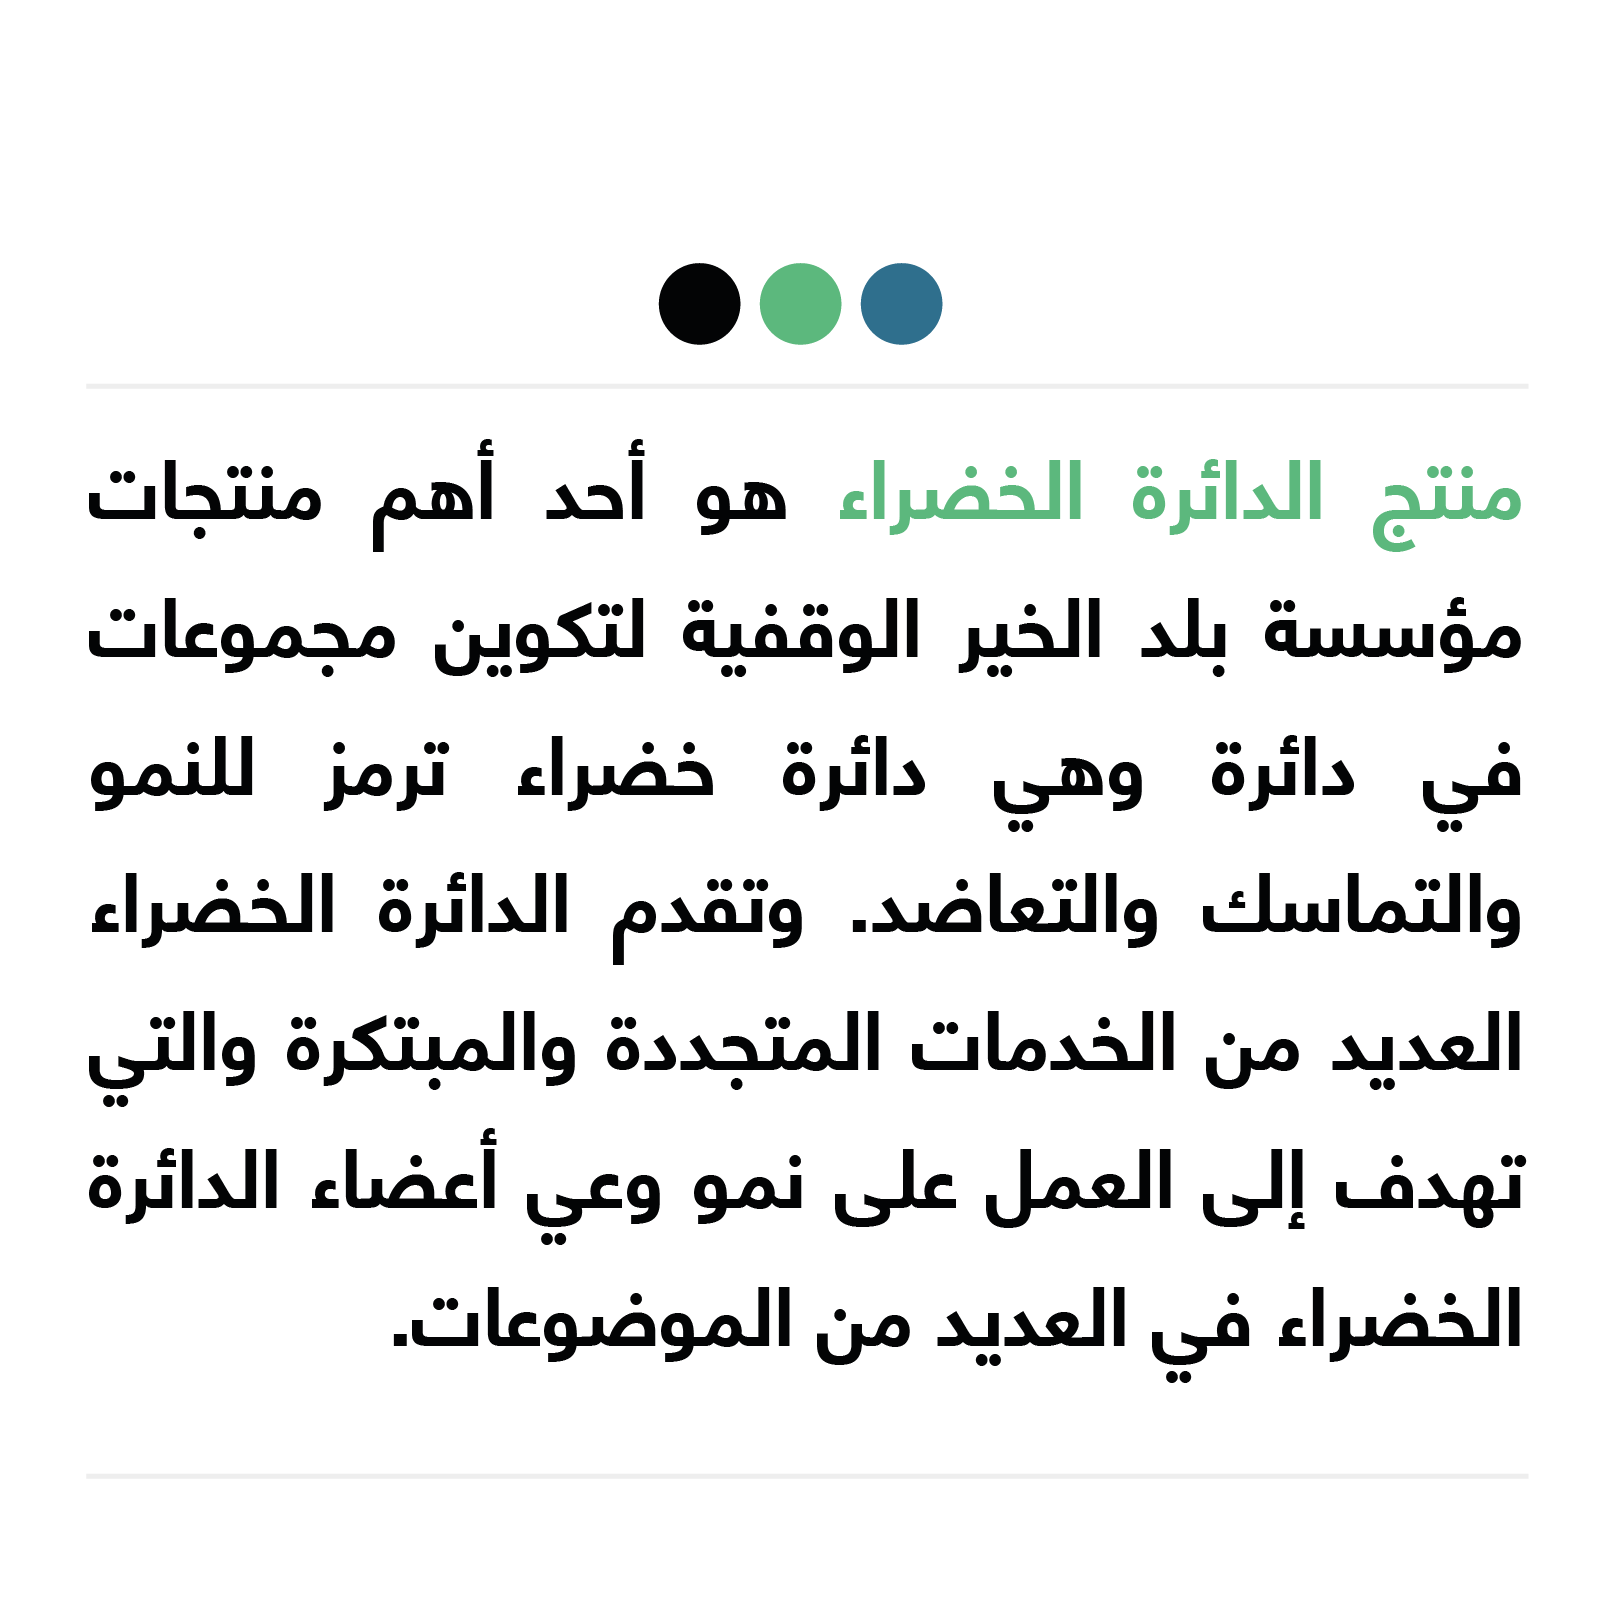 منتج الدائرة الخضراء هو أحد أهم منتجات
مؤسسة بلد الخير الوقفية لتكوين مجموعات
في دائرة وهي دائرة خضراء ترمز للنمو
والتماسك والتعاضد. وتقدم الدائرة الخضراء
العديد من الخدمات المتجددة والمبتكرة والتي
تهدف إلى العمل على نمو وعي أعضاء الدائرة
الخضراء في العديد من الموضوعات.